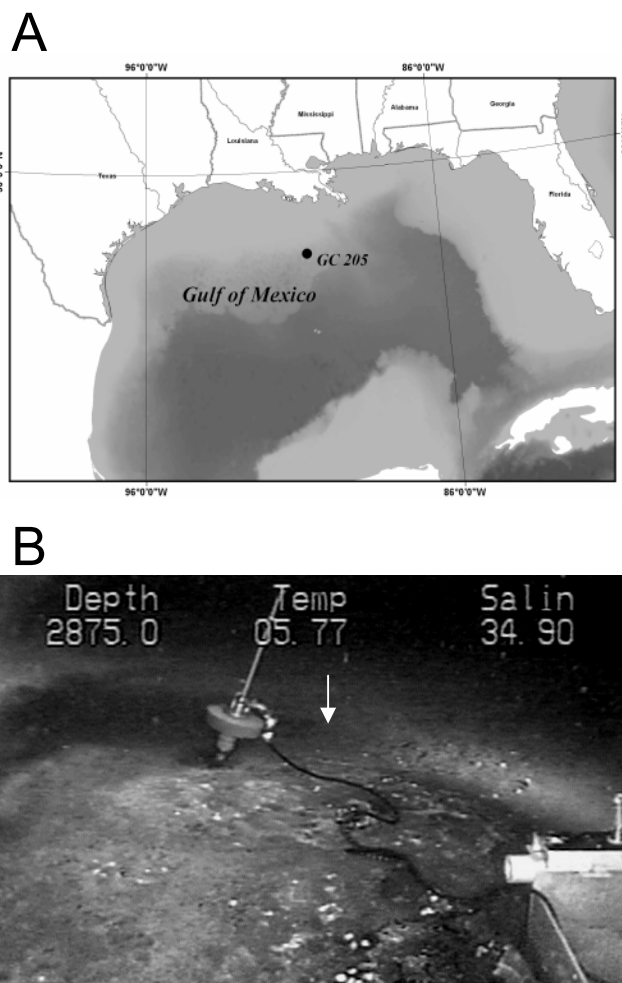 A
96°0'0"W
86°0'0"W
Georgia
Alabama
Mississippi
Louisiana
Texas
Florida
GC 205
Gulf of Mexico
96°0'0"W
86°0'0"W
B
Depth Temp Salin
2875.0 05.77 34.90